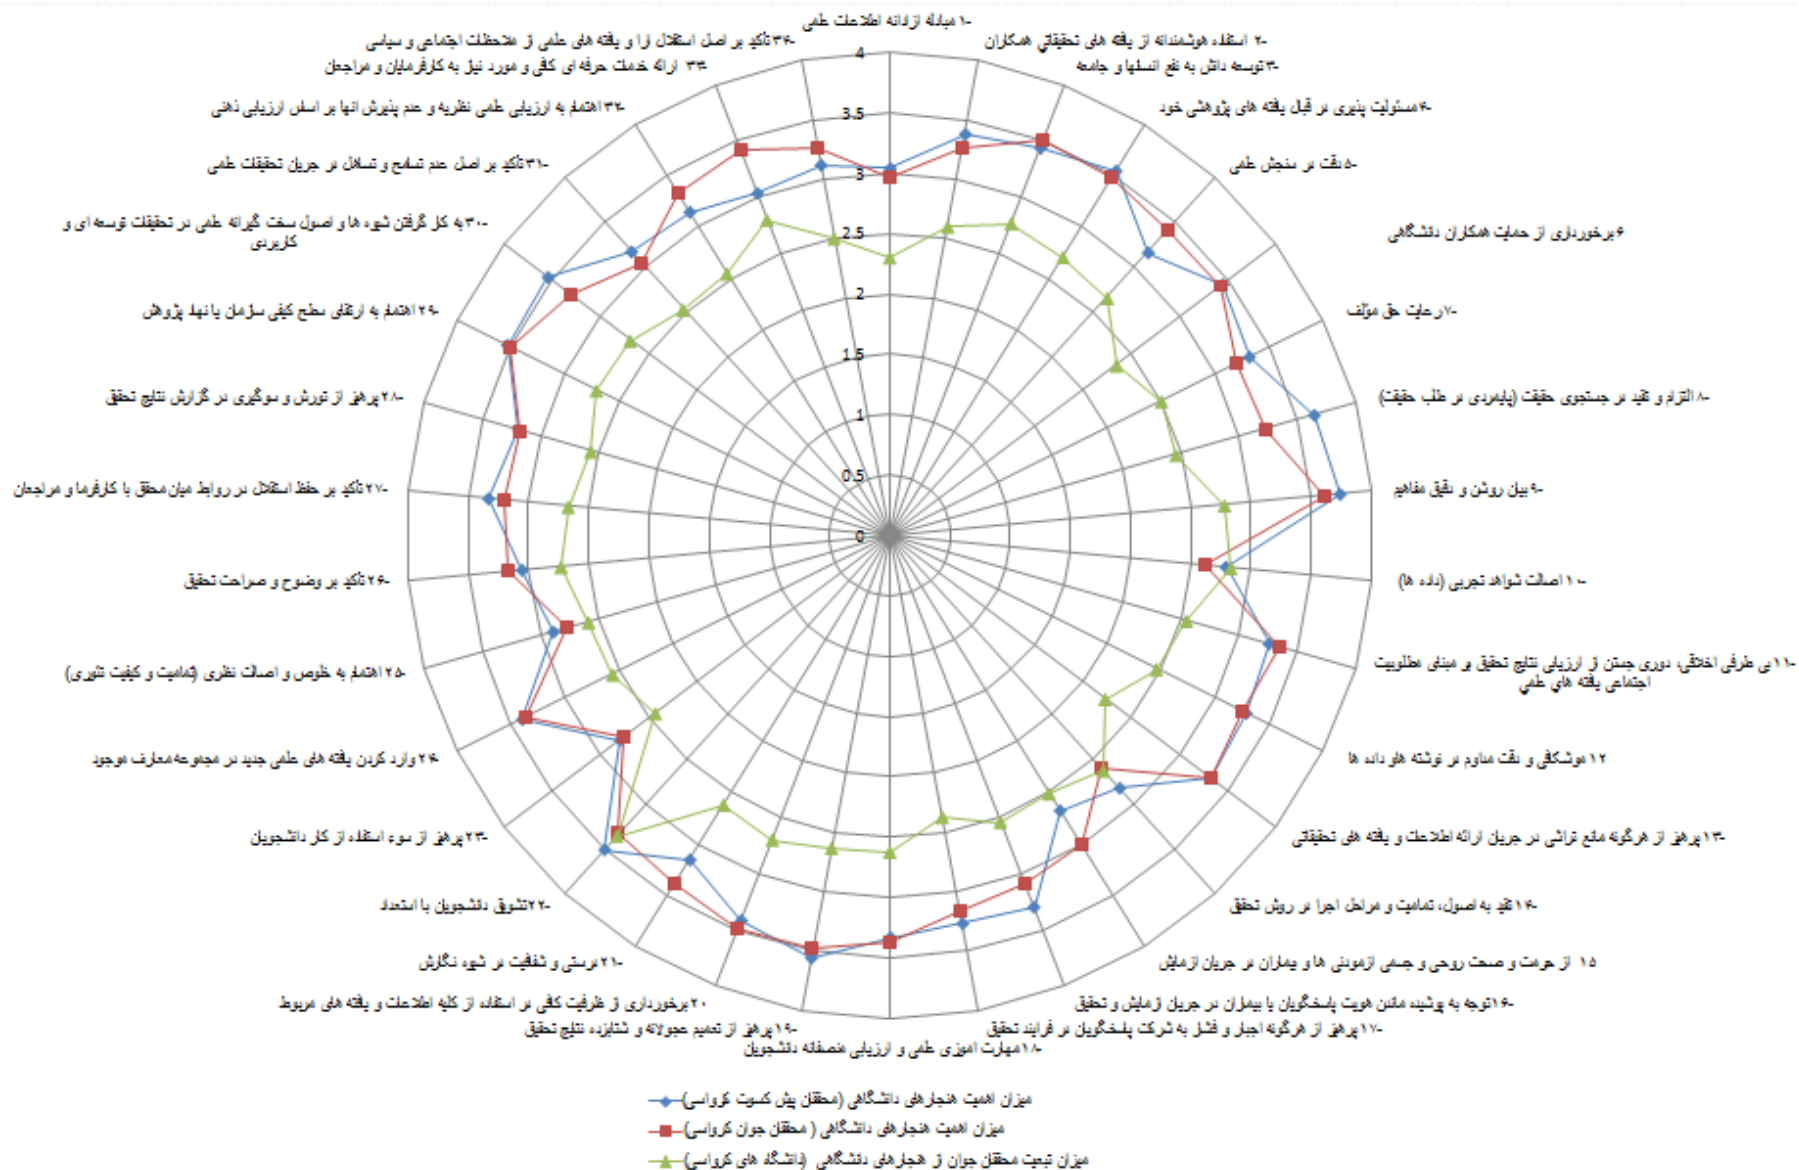 ۱- مبادله ازادانه اطلاعات علمی
۲- استفاده هوشمندانه از یافته های تحقیقاتی همکاران
۳- توسعه دانش به نفع انسانها و جامعه
۴- مسئولیت پذیری در قبال یافته های پژوهشی خود
۵- دقت در سنجش علمی
۶ برخورداری از حمایت همکاران دانشگاهی
۷- رعایت حق مؤلف
۸- التزام و تقید در جستجوی حقیقت (پایمردی در طلب حقیقت)
۹- بیان روشن و دقیق مفاهیم
۱۰- اصالت شواهد تجربی (داده ها)
۱۱- بی طرفی اخلاقی، دوری جستن از ارزیابی نتایج تحقیق بر مبنای مطلوبیت
اجتماعی یافته های علمی
۱۲ موشکافی و دقت مداوم در نوشته هاو داده ها
۱۳- پرهیز از هرگونه مانع تراشی در جریان ارائه اطلاعات و یافته های تحقیقاتی
۱۴- تقید به اصول، تمامیت و مراحل اجرا در روش تحقیق
۱۵ از حرمت و صحت روحی و جسمی ازمودنی ها و بیماران در جریان ازمایش
۱۶- توجه به پوشیده ماندن هویت پاسخگویان یا بیماران در جریان ازمایش و تحقیق
۱۷- پرهیز از هرگونه اجبار و فشار به شرکت پاسخگویان در فرایند تحقیق
۱۸- مهارت اموزی علمی و ارزیابی منصفانه دانشجویان
۱۹- پرهیز از تعمیم عجولانه و شتابزده نتایج تحقیق
۲۰ برخورداری از ظرفیت کافی در استفاده از کلیه اطلاعات و یافته های مربوط
۲۱- درستی و شفافیت در شیوه نگارش
۲۲- تشویق دانشجویان با استعداد
۲۳- پرهیز از سوء استفاده از کار دانشجویان
۲۴- وارد کردن یافته های علمی جدید در مجموعه معارف موجود
۲۵- اهتمام به خلوص و اصالت نظری (تمامیت و کیفیت تئوری)
۲۶- تأکید بر وضوح و صراحت تحقیق
۲۷- تأکید بر حفظ استقلال در روابط میان محقق با کارفرما و مراجعان
۲۸- پرهیز از تورش و سوگیری در گزارش نتایج تحقیق
۲۹- اهتمام به ارتقای سطح کیفی سازمان یا نهاد پژوهش
۳۰- به کار گرفتن شیوه ها و اصول سخت گیرانه علمی در تحقیقات توسعه ای و
کاربردی
۳۱- تأکید بر اصل عدم تسامح و تساهل در جریان تحقیقات علمی
۳۲- اهتمام به ارزیابی علمی نظریه و عدم پذیرش انها بر اساس ارزیابی ذهنی
۳۳- ارائه خدمات حرفه ای کافی و مورد نیاز به کارفرمایان و مراجعان
۳۴- تأکید بر اصل استقلال ارا و یافته های علمی از ملاحظات اجتماعی و سیاسی
4
3.5
3
2.5
2
1.5
1
0.5
0
میزان اهمیت هنجارهای دانشگاهی (محققان پیش کسوت کرواسی)
میزان اهمیت هنجارهای دانشگاهی ( محققان جوان کرواسی)
میزان تبعیت محققان جوان از هنجارهای دانشگاهی (دانشگاه های کرواسی)